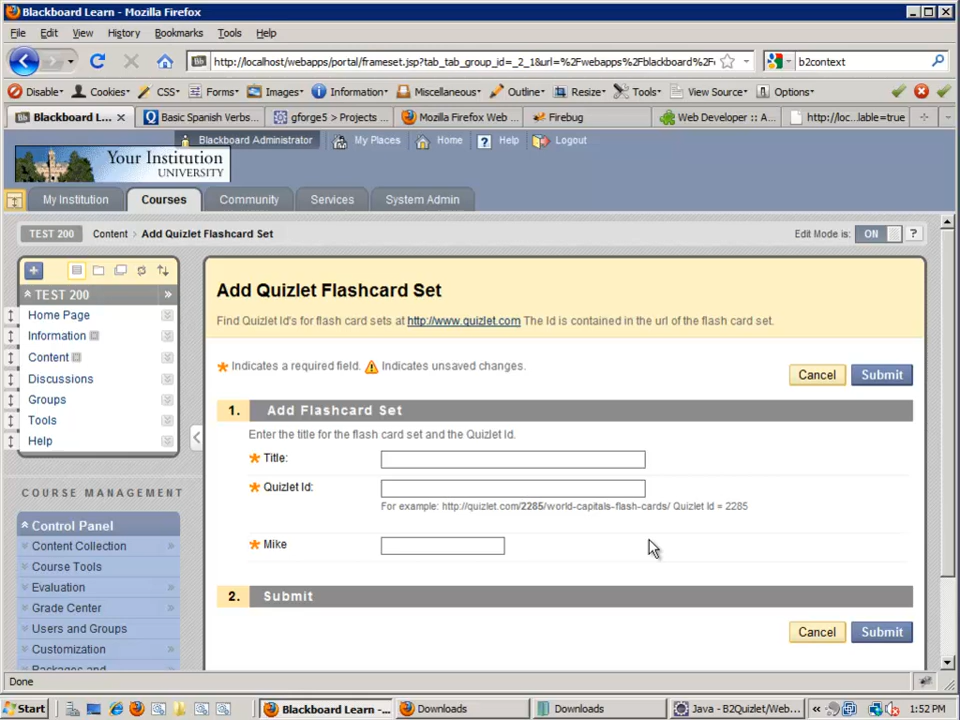 Blackboard Learn - Mozilla Firefox
File Edit View History Bookmarks Tools Help
http://localhost/webapps/portal/frameset.jsp?tab_tab_group_id=_2_1&url=%2Fwebapps%2Fblackboard%2F
b2context
Disable Cookies CSS Forms Images Information Miscellaneous Outline Resize Tools View Source Options
Blackboard L... Basic Spanish Verbs... gforge5 > Projects ... Mozilla Firefox Web ... Firebug Web Developer :: A... http://loc...lable=true
Blackboard Administrator My Places Home Help Logout
Your Institution
UNIVERSITY
My Institution Courses Community Services System Admin
TEST 200 Content > Add Quizlet Flashcard Set Edit Mode is: ON ?
TEST 200
Home Page
Information
Content
Discussions
Groups
Tools
Help
COURSE MANAGEMENT
Control Panel
Content Collection
Course Tools
Evaluation
Grade Center
Users and Groups
Customization
Packages and
Add Quizlet Flashcard Set
Find Quizlet Id's for flash card sets at http://www.quizlet.com The Id is contained in the url of the flash card set.
Indicates a required field. Indicates unsaved changes.
Cancel Submit
1. Add Flashcard Set
Enter the title for the flash card set and the Quizlet Id.
Title:
Quizlet Id:
For example: http://quizlet.com/2285/world-capitals-flash-cards/ Quizlet Id = 2285
Mike
2. Submit
Cancel Submit
Done
Start Blackboard Learn -... Downloads Downloads Java - B2Quizlet/Web... 1:52 PM